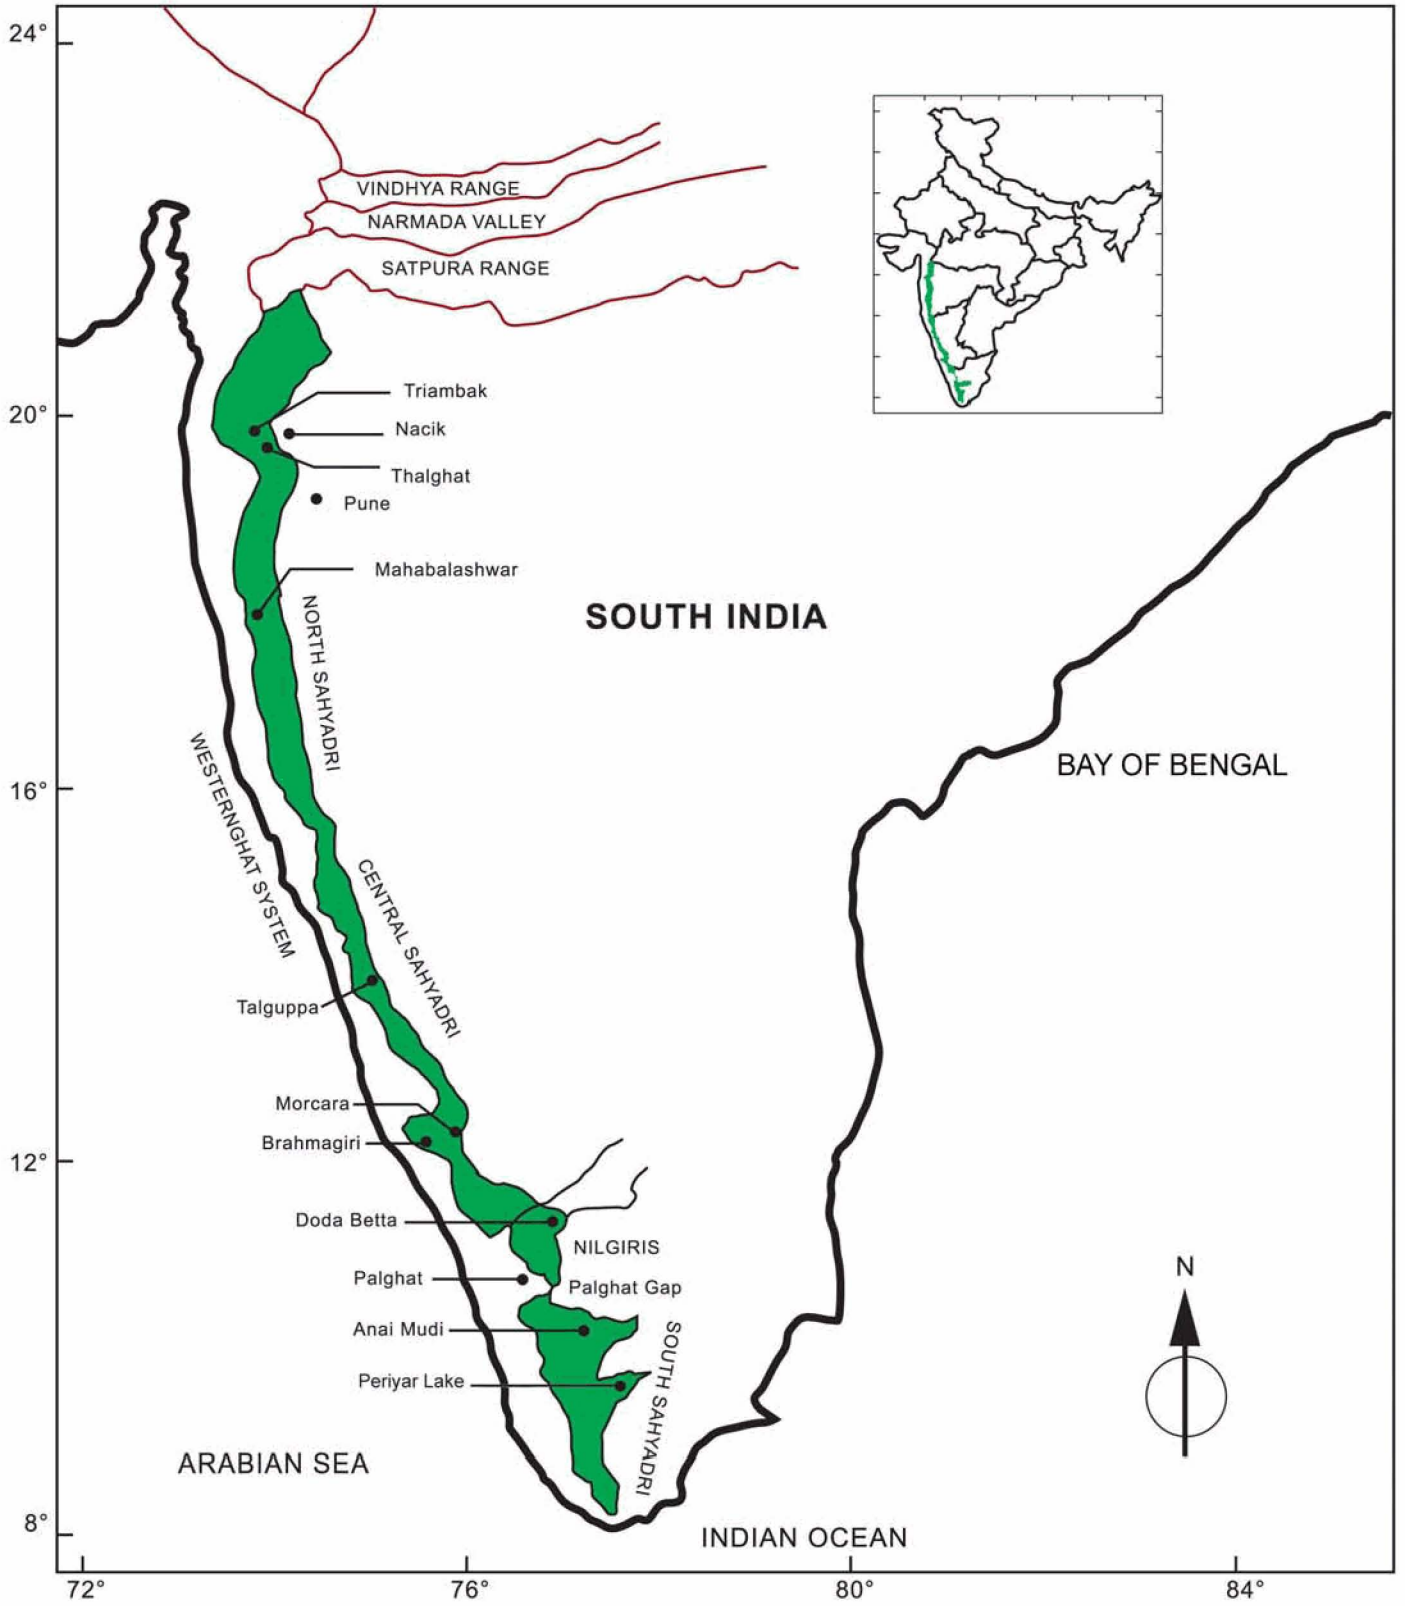 24°
VINDHYA RANGE
NARMADA VALLEY
SATPURA RANGE
Triambak
20°
Nacik
Thalghat
Pune
Mahabalashwar
NORTH SAHYADRI
SOUTH INDIA
WESTERNGHAT SYSTEM
BAY OF BENGAL
16°
CENTRAL SAHYADRI
Talguppa
Morcara
Brahmagiri
12°
Doda Betta
NILGIRIS
Palghat
Palghat Gap
N
Anai Mudi
SOUTH SAHYADRI
Periyar Lake
ARABIAN SEA
8°
INDIAN OCEAN
72°
76°
80°
84°